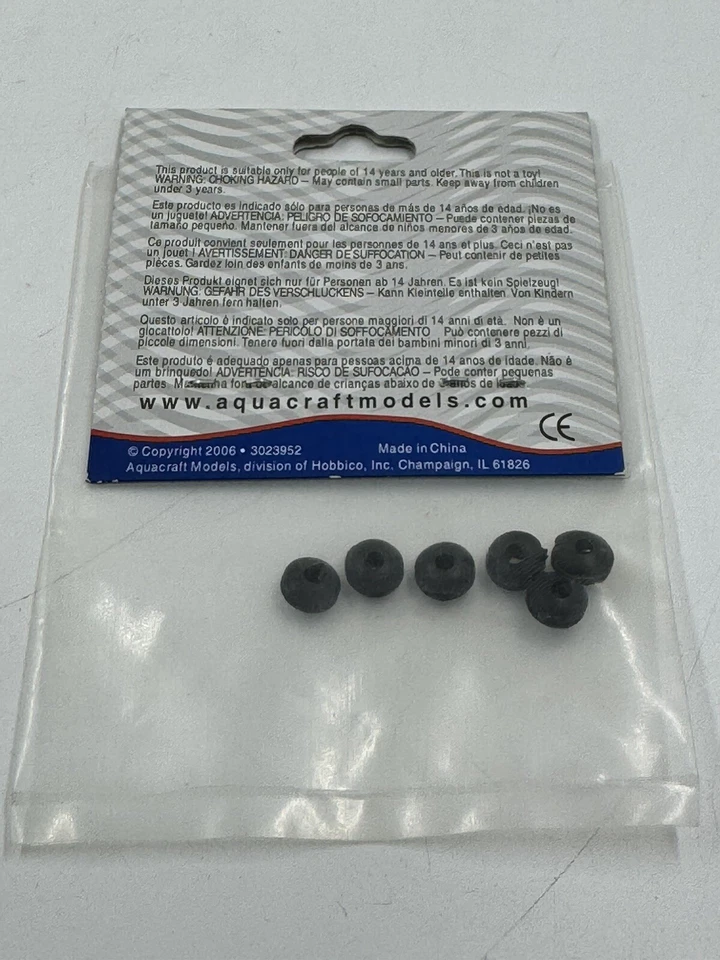 This product is suitable only for people of 14 years and older. This is not a toy!
WARNING: CHOKING HAZARD – May contain small parts. Keep away from children
under 3 years.
Este producto es indicado sólo para personas de más de 14 años de edad. ¡No es
un juguete! ADVERTENCIA: PELIGRO DE SOFOCAMIENTO – Puede contener piezas de
tamaño pequeño. Mantener fuera del alcance de niños menores de 3 años de edad.
Ce produit convient seulement pour les personnes de 14 ans et plus. Ceci n'est pas
un jouet ! AVERTISSEMENT: DANGER DE SUFFOCATION – Peut contenir de petites
pièces. Gardez loin des enfants de moins de 3 ans.
Dieses Produkt eignet sich nur für Personen ab 14 Jahren. Es ist kein Spielzeug!
WARNUNG: GEFAHR DES VERSCHLUCKENS – Kann Kleinteile enthalten. Von Kindern
unter 3 Jahren fern halten.
Questo articolo è indicato solo per persone maggiori di 14 anni di età. Non è un
giocattolo! ATTENZIONE: PERICOLO DI SOFFOCAMENTO Può contenere pezzi di
piccole dimensioni. Tenere fuori dalla portata dei bambini minori di 3 anni.
Este produto é adequado apenas para pessoas acima de 14 anos de idade. Não é
um brinquedo! ADVERTÊNCIA: RISCO DE SUFOCAÇÃO – Pode conter pequenas
partes. alcance de crianças abaixo de
www.aquacraftmodels.com
CE
© Copyright 2006 • 3023952 Made in China
Aquacraft Models, division of Hobbico, Inc. Champaign, IL 61826